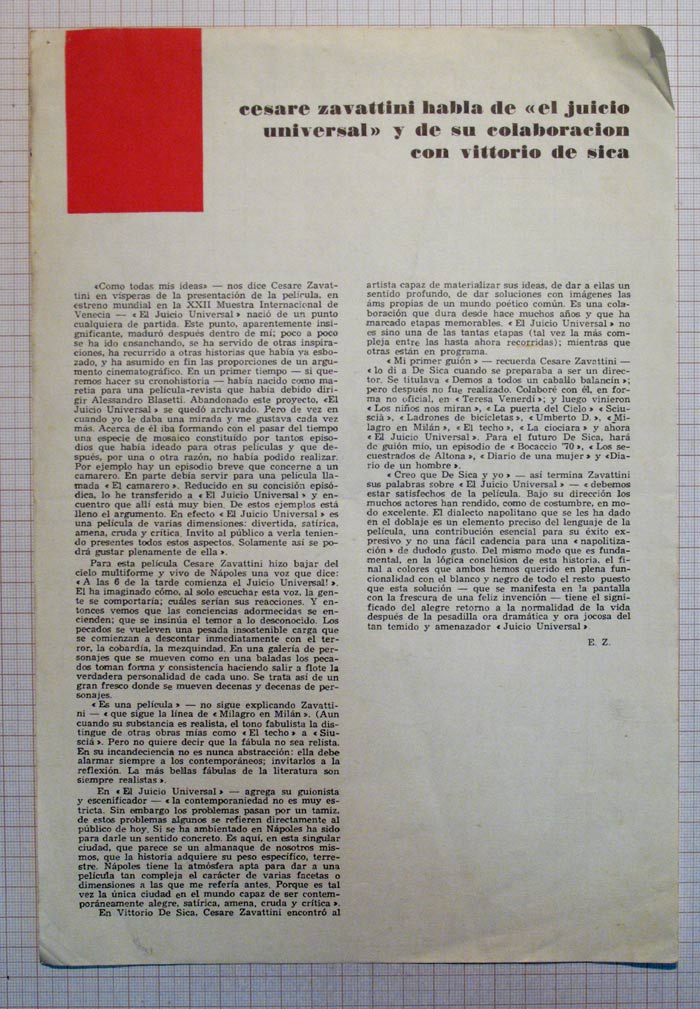 cesare zavattini habla de «el juicio
universal» y de su colaboracion
con vittorio de sica
«Como todas mis ideas» — nos dice Cesare Zavat-
tini en vísperas de la presentación de la película, en
estreno mundial en la XXII Muestra Internacional de
Venecia — « El Juicio Universal » nació de un punto
cualquiera de partida. Este punto, aparentemente insi-
gnificante, maduró después dentro de mí; poco a poco
se ha ido ensanchando, se ha servido de otras inspira-
ciones, ha recurrido a otras historias que había ya esbo-
zado, y ha asumido en fin las proporciones de un argu-
mento cinematográfico. En un primer tiempo — si que-
remos hacer su cronohistoria — había nacido como ma-
retia para una película-revista que había debido diri-
gir Alessandro Blasetti. Abandonado este proyecto, «El
Juicio Universal » se quedó archivado. Pero de vez en
cuando yo le daba una mirada y me gustava cada vez
más. Acerca de él iba formando con el pasar del tiempo
una especie de mosaico constituído por tantos episo-
dios que había ideado para otras películas y que de-
spués, por una o otra razón, no había podido realizar.
Por ejemplo hay un episodio breve que concerne a un
camarero. En parte debía servir para una película lla-
mada « El camarero ». Reducido en su concisión episó-
dica, lo he transferido a « El Juicio Universal » y en-
cuentro que allí está muy bien. De estos ejemplos está
lleno el argumento. En efecto « El Juicio Universal » es
una película de varias dimensiones: divertida, satírica,
amena, cruda y crítica. Invito al público a verla tenien-
do presentes todos estos aspectos. Solamente así se po-
drá gustar plenamente de ella ».
Para esta película Cesare Zavattini hizo bajar del
cielo multiforme y vivo de Nápoles una voz que dice:
« A las 6 de la tarde comienza el Juicio Universal! ».
El ha imaginado cómo, al solo escuchar esta voz, la gen-
te se comportaría; cuáles serían sus reacciones. Y en-
tonces vemos que las conciencias adormecidas se en-
cienden; que se insinúa el temor a lo desconocido. Los
pecados se vueleven una pesada insostenible carga que
se comienzan a descontar inmediatamente con el ter-
ror, la cobardía, la mezquindad. En una galería de per-
sonajes que se mueven como en una baladas los peca-
dos toman forma y consistencia haciendo salir a flote la
verdadera personalidad de cada uno. Se trata así de un
gran fresco donde se mueven decenas y decenas de per-
sonajes.
« Es una película » — no sigue explicando Zavatti-
ni — « que sigue la línea de « Milagro en Milán ». (Aun
cuando su substancia es realista, el tono fabulista la dis-
tingue de otras obras mías como « El techo » a « Siu-
sciá ». Pero no quiere decir que la fábula no sea relista.
En su incandeciencia no es nunca abstracción: ella debe
alarmar siempre a los contemporáneos; invitarlos a la
reflexión. La más bellas fábulas de la literatura son
siempre realistas ».
En « El Juicio Universal » — agrega su guionista
y escenificador — « la contemporaniedad no es muy es-
tricta. Sin embargo los problemas pasan por un tamiz,
de estos problemas algunos se refieren directamente al
público de hoy. Si se ha ambientado en Nápoles ha sido
para darle un sentido concreto. Es aquí, en esta singular
ciudad, que parece se un almanaque de nosotros mis-
mos, que la historia adquiere su peso específico, terre-
stre. Nápoles tiene la atmósfera apta para dar a una
película tan compleja el carácter de varias facetas o
dimensiones a las que me refería antes. Porque es tal
vez la única ciudad en el mundo capaz de ser contem-
poráneamente alegre, satírica, amena, cruda y crítica ».
En Vittorio De Sica, Cesare Zavattini encontró al
artista capaz de materializar sus ideas, de dar a ellas un
sentido profundo, de dar soluciones con imágenes las
áms propias de un mundo poético común. Es una cola-
boración que dura desde hace muchos años y que ha
marcado etapas memorables. « El Juicio Universal » no
es sino una de las tantas etapas (tal vez la más com-
pleja entre las hasta ahora recorridas); mientras que
otras están en programa.
« Mi primer guión » — recuerda Cesare Zavattini —
« lo di a De Sica cuando se preparaba a ser un direc-
tor. Se titulava « Demos a todos un caballo balancín »;
pero después no fue realizado. Colaboré con él, en for-
ma no oficial, en « Teresa Venerdí »; y luego vinieron
« Los niños nos miran », « La puerta del Cielo » « Sciu-
sciá », « Ladrones de bicicletas », « Umberto D. », « Mi-
lagro en Milán », « El techo », « La ciociara » y ahora
« El Juicio Universal ». Para el futuro De Sica, hará
de guión mío, un episodio de « Bocaccio '70 », « Los se-
cuestrados de Altona », « Diario de una mujer » y «Dia-
rio de un hombre ».
« Creo que De Sica y yo » — así termina Zavattini
sus palabras sobre « El Juicio Universal » — « debemos
estar satisfechos de la película. Bajo su dirección los
muchos actores han rendido, como de costumbre, en mo-
do excelente. El dialecto napolitano que se les ha dado
en el doblaje es un elemento preciso del lenguaje de la
película, una contribución esencial para su éxito ex-
presivo y no una fácil cadencia para una « napolitiza-
ción » de dudodo gusto. Del mismo modo que es funda-
mental, en la lógica conclúsion de esta historia, el fi-
nal a colores que ambos hemos querido en plena fun-
cionalidad con el blanco y negro de todo el resto puesto
que esta solución — que se manifesta en la pantalla
con la frescura de una feliz invención — tiene el signi-
ficado del alegre retorno a la normalidad de la vida
después de la pesadilla ora dramática y ora jocosa del
tan temido y amenazador « Juicio Universal »
E. Z.